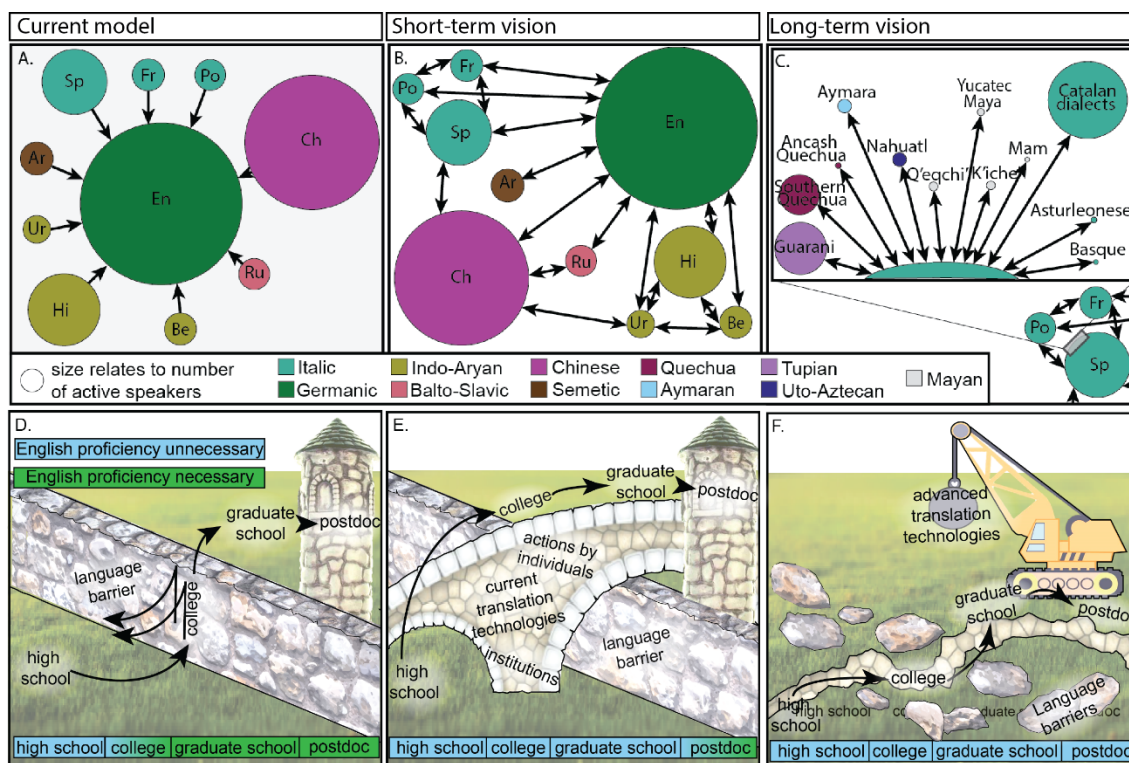 Current model
Short-term vision
Long-term vision
A.
Sp
Fr
Po
Ch
Ar
En
Ur
Ru
Hi
Be
B.
Fr
Po
En
Sp
Ar
Ch
Ru
Hi
Ur
Be
C.
Yucatec
Maya
Catalan
dialects
Aymara
Ancash
Quechua
Nahuatl
Mam
Q'eqchi'
K'iche'
Southern
Quechua
Asturleonese
Guarani
Basque
Fr
Po
Sp
size relates to number
of active speakers
Italic
Indo-Aryan
Chinese
Quechua
Tupian
Mayan
Germanic
Balto-Slavic
Semetic
Aymaran
Uto-Aztecan
D.
English proficiency unnecessary
English proficiency necessary
graduate
school
postdoc
language
barrier
college
high
school
high school
college
graduate school
postdoc
E.
graduate
school
college
postdoc
actions by
individuals
current
translation
technologies
institutions
language
barrier
high
school
high school
college
graduate school
postdoc
F.
advanced
translation
technologies
graduate
school
postdoc
college
high
school
Language
barriers
high school
college
graduate school
postdoc